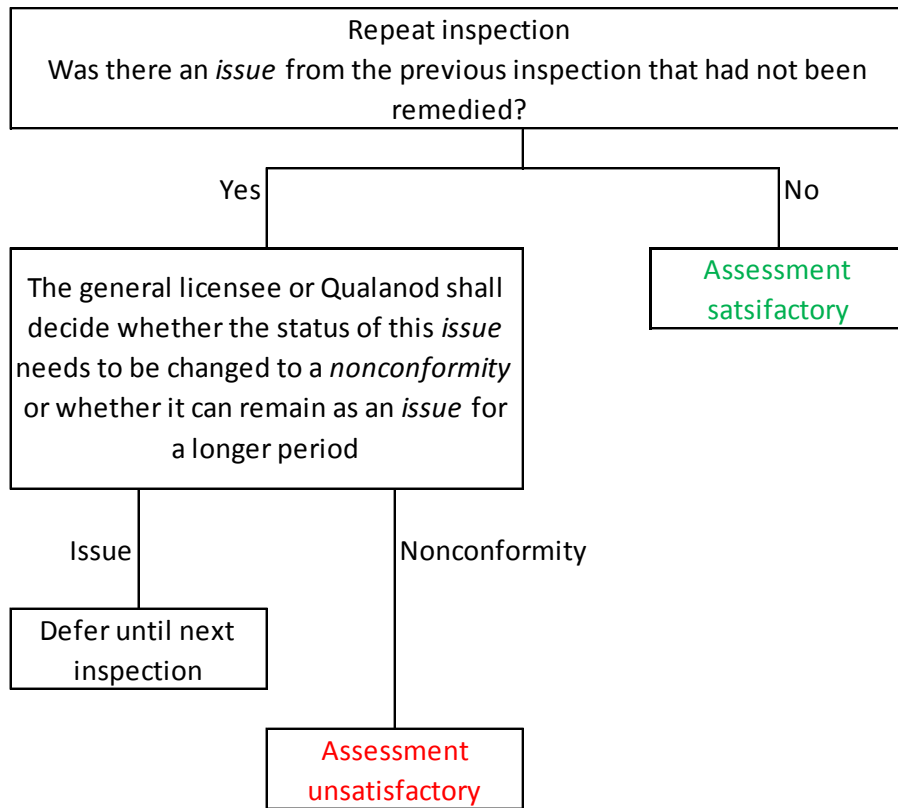 Repeat inspection
Was there an issue from the previous inspection that had not been
remedied?
Yes
No
The general licensee or Qualanod shall
decide whether the status of this issue
needs to be changed to a nonconformity
or whether it can remain as an issue for
a longer period
Assessment
satsifactory
Issue
Nonconformity
Defer until next
inspection
Assessment
unsatisfactory